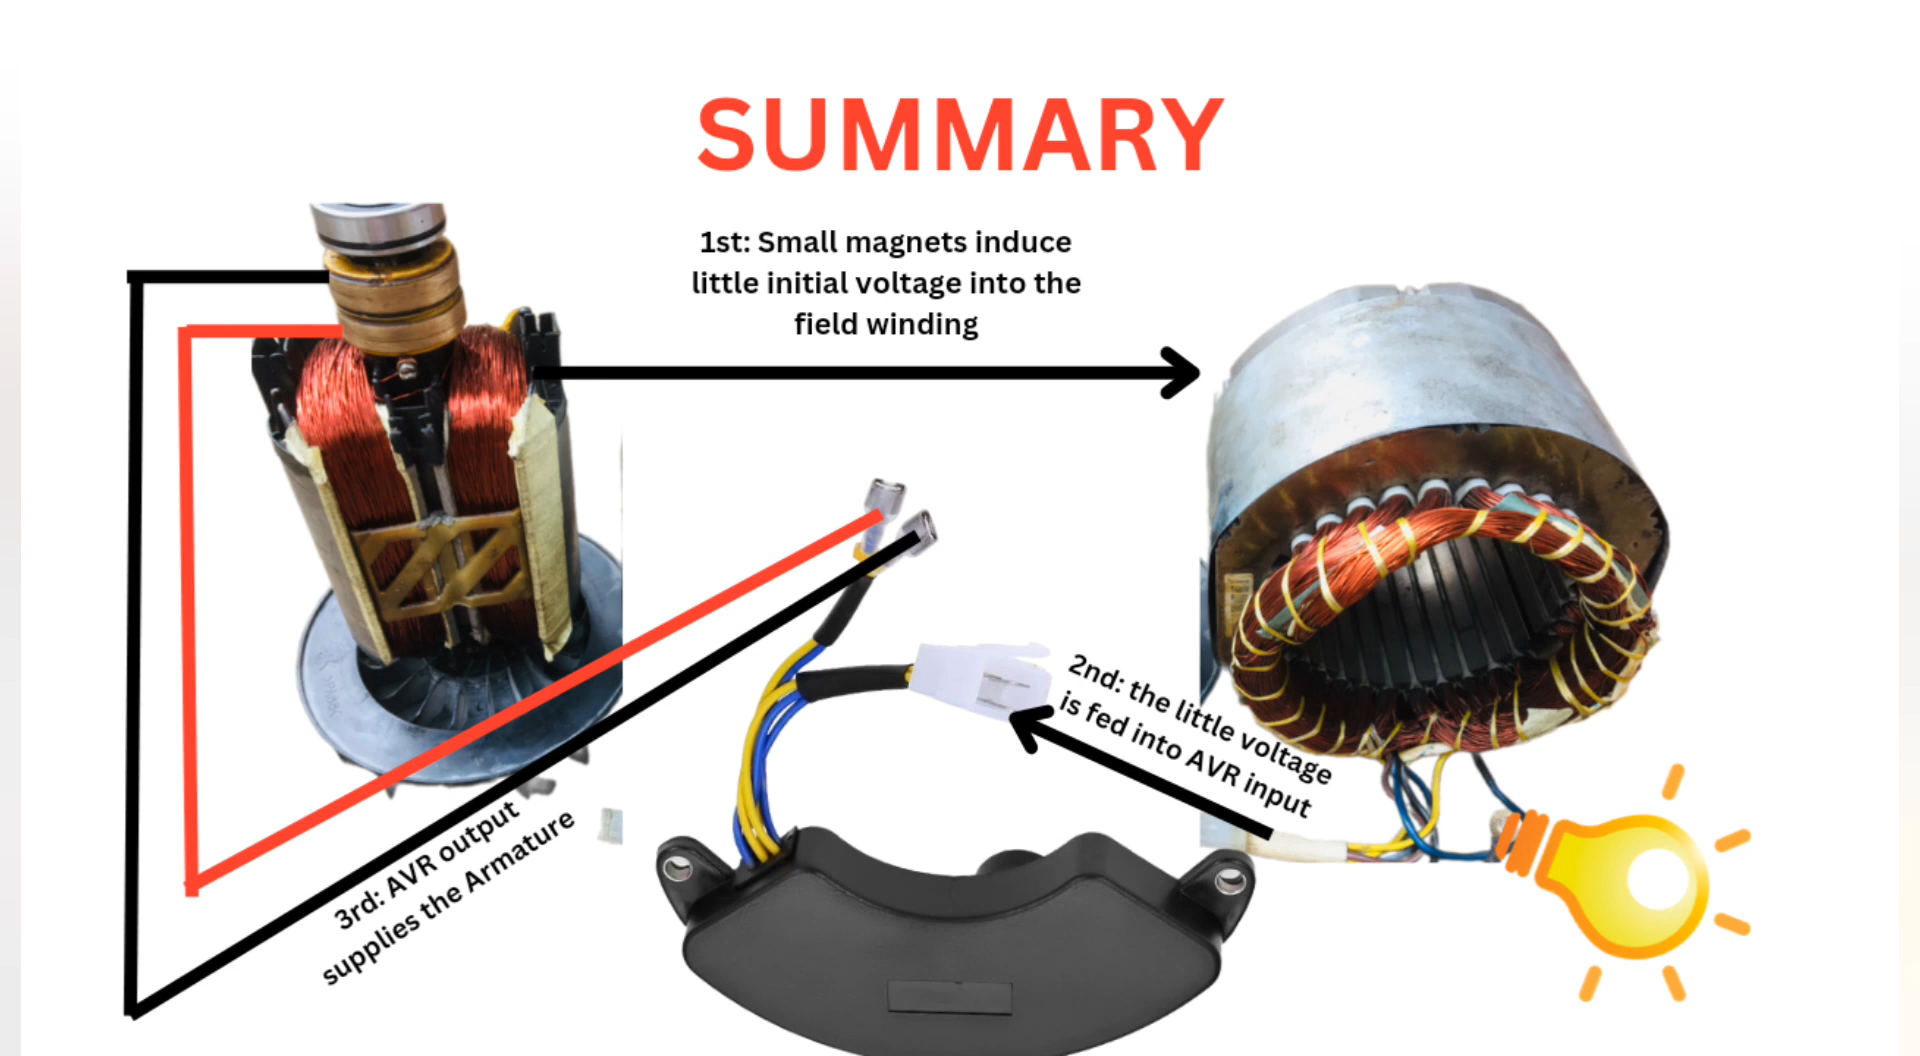 SUMMARY
1st: Small magnets induce
little initial voltage into the
field winding
2nd: the little voltage
is fed into AVR input
3rd: AVR output
supplies the Armature